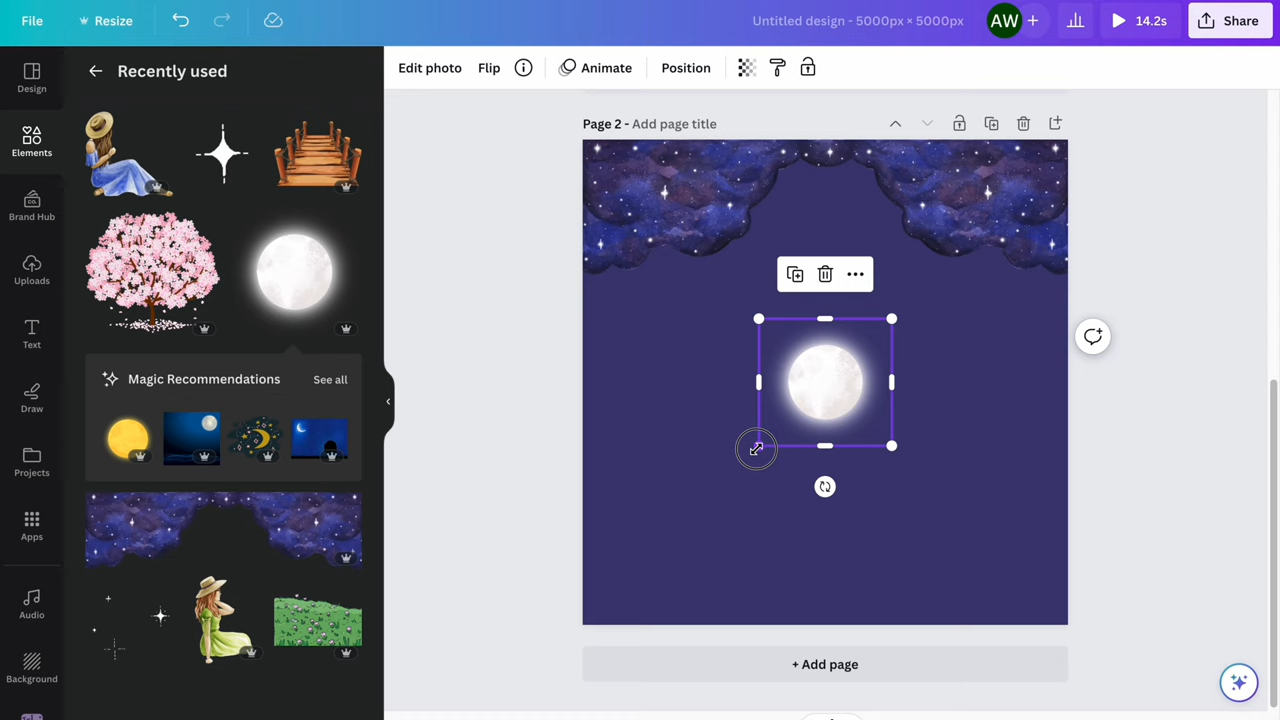 File
Resize
Untitled design - 5000px × 5000px
AW
14.2s
Share
Design
Elements
Brand Hub
Uploads
Text
Draw
Projects
Apps
Audio
Background
Recently used
Magic Recommendations
See all
Edit photo
Flip
Animate
Position
Page 2 - Add page title
+ Add page